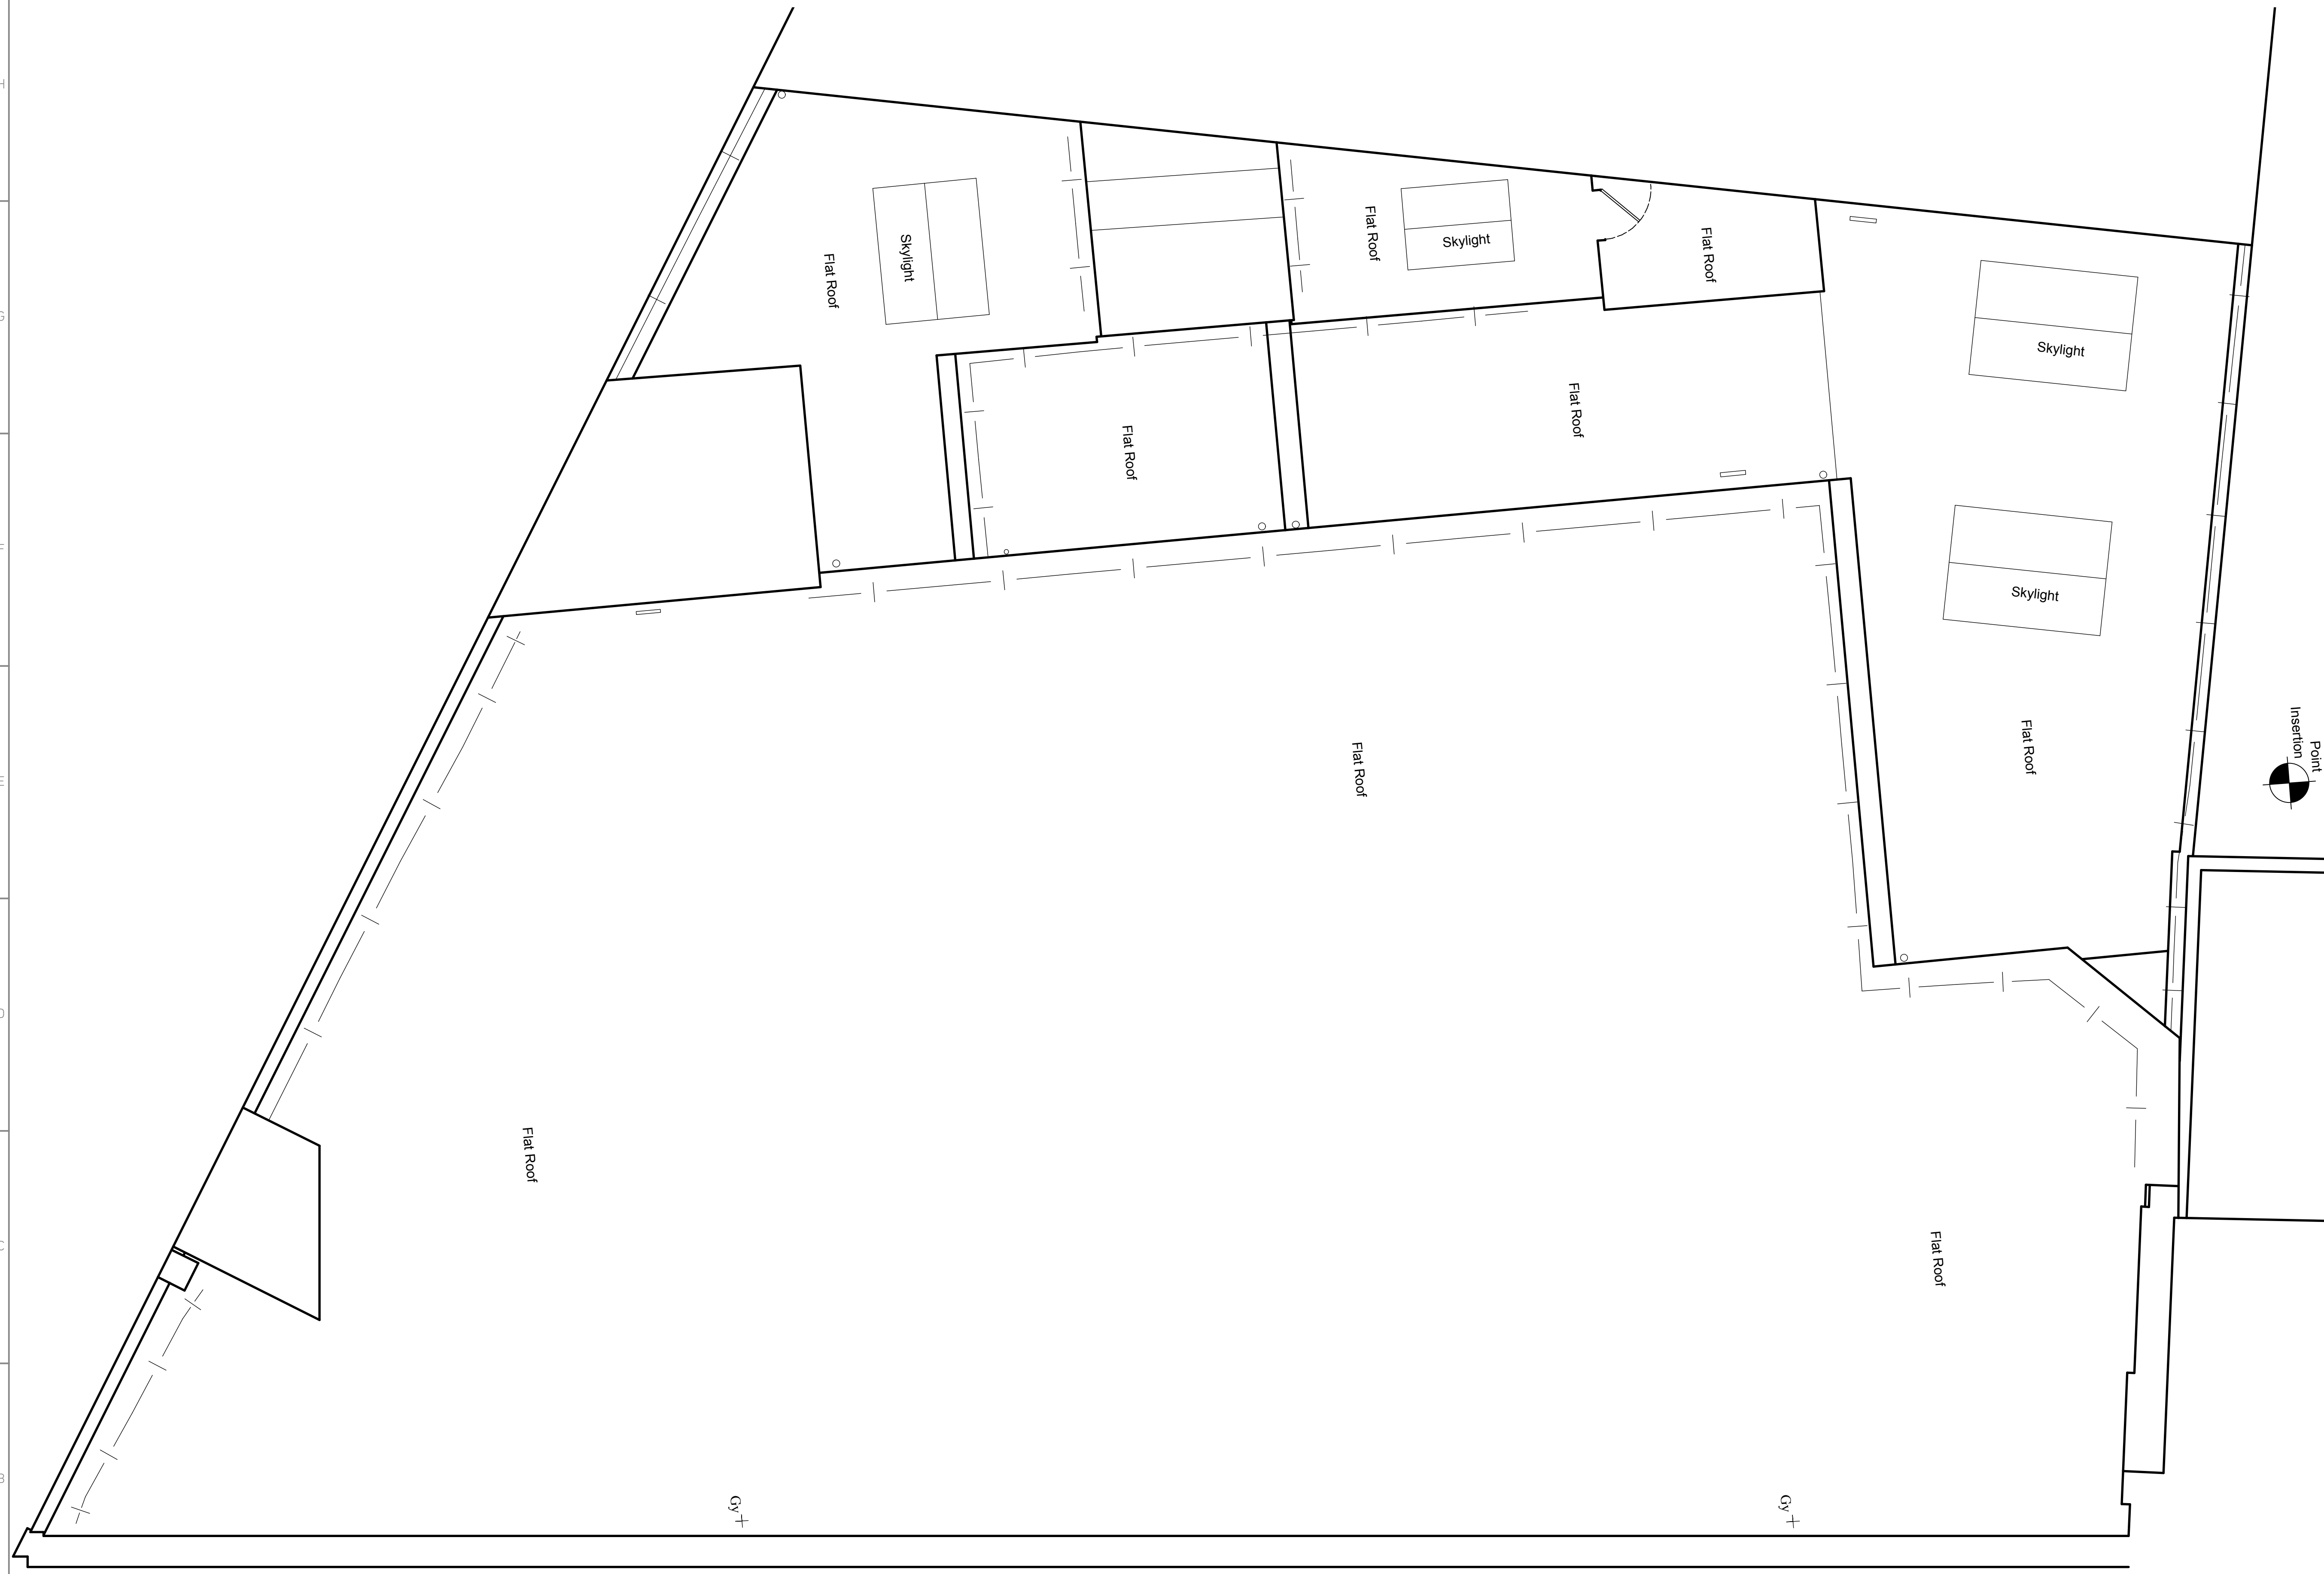 H
Flat Roof
Skylight
Flat Roof
Skylight
Flat Roof
G
Skylight
Flat Roof
Flat Roof
F
Skylight
Flat Roof
Flat Roof
Insertion
Point
E
D
Flat Roof
C
Flat Roof
B
Gy
Gy